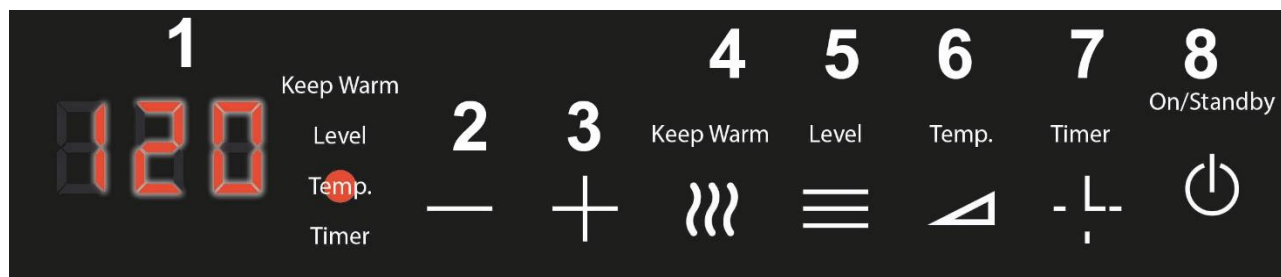 1
120
Keep Warm
Level
Temp.
Timer
2
3
4
Keep Warm
5
Level
6
Temp.
7
Timer
8
On/Standby